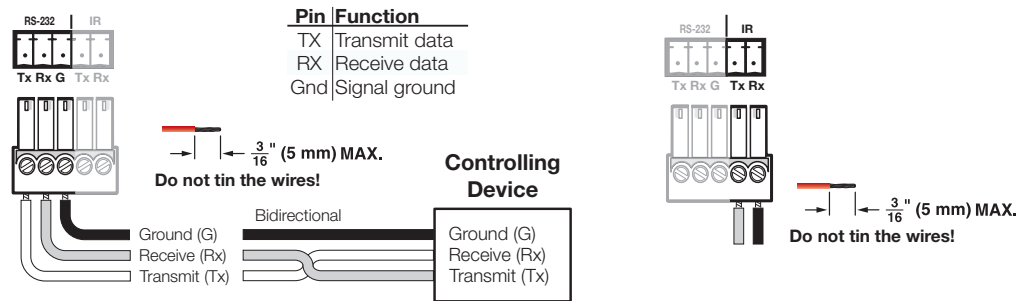 RS-232 IR
Tx Rx G Tx Rx
Pin Function
TX Transmit data
RX Receive data
Gnd Signal ground
3/16" (5 mm) MAX.
Do not tin the wires!
Controlling
Device
Bidirectional
Ground (G)
Receive (Rx)
Transmit (Tx)
Ground (G)
Receive (Rx)
Transmit (Tx)
RS-232 IR
Tx Rx G Tx Rx
3/16" (5 mm) MAX.
Do not tin the wires!